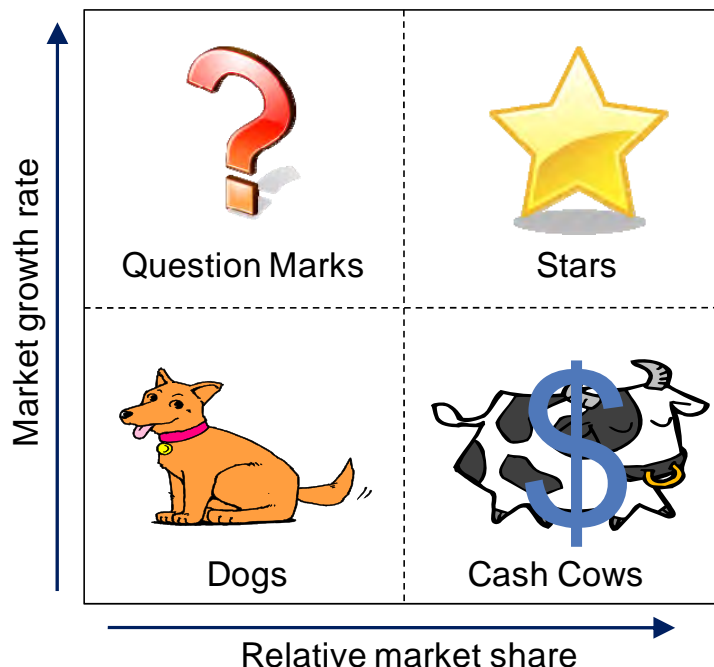 Market growth rate
Question Marks
Stars
$
Dogs
Cash Cows
Relative market share